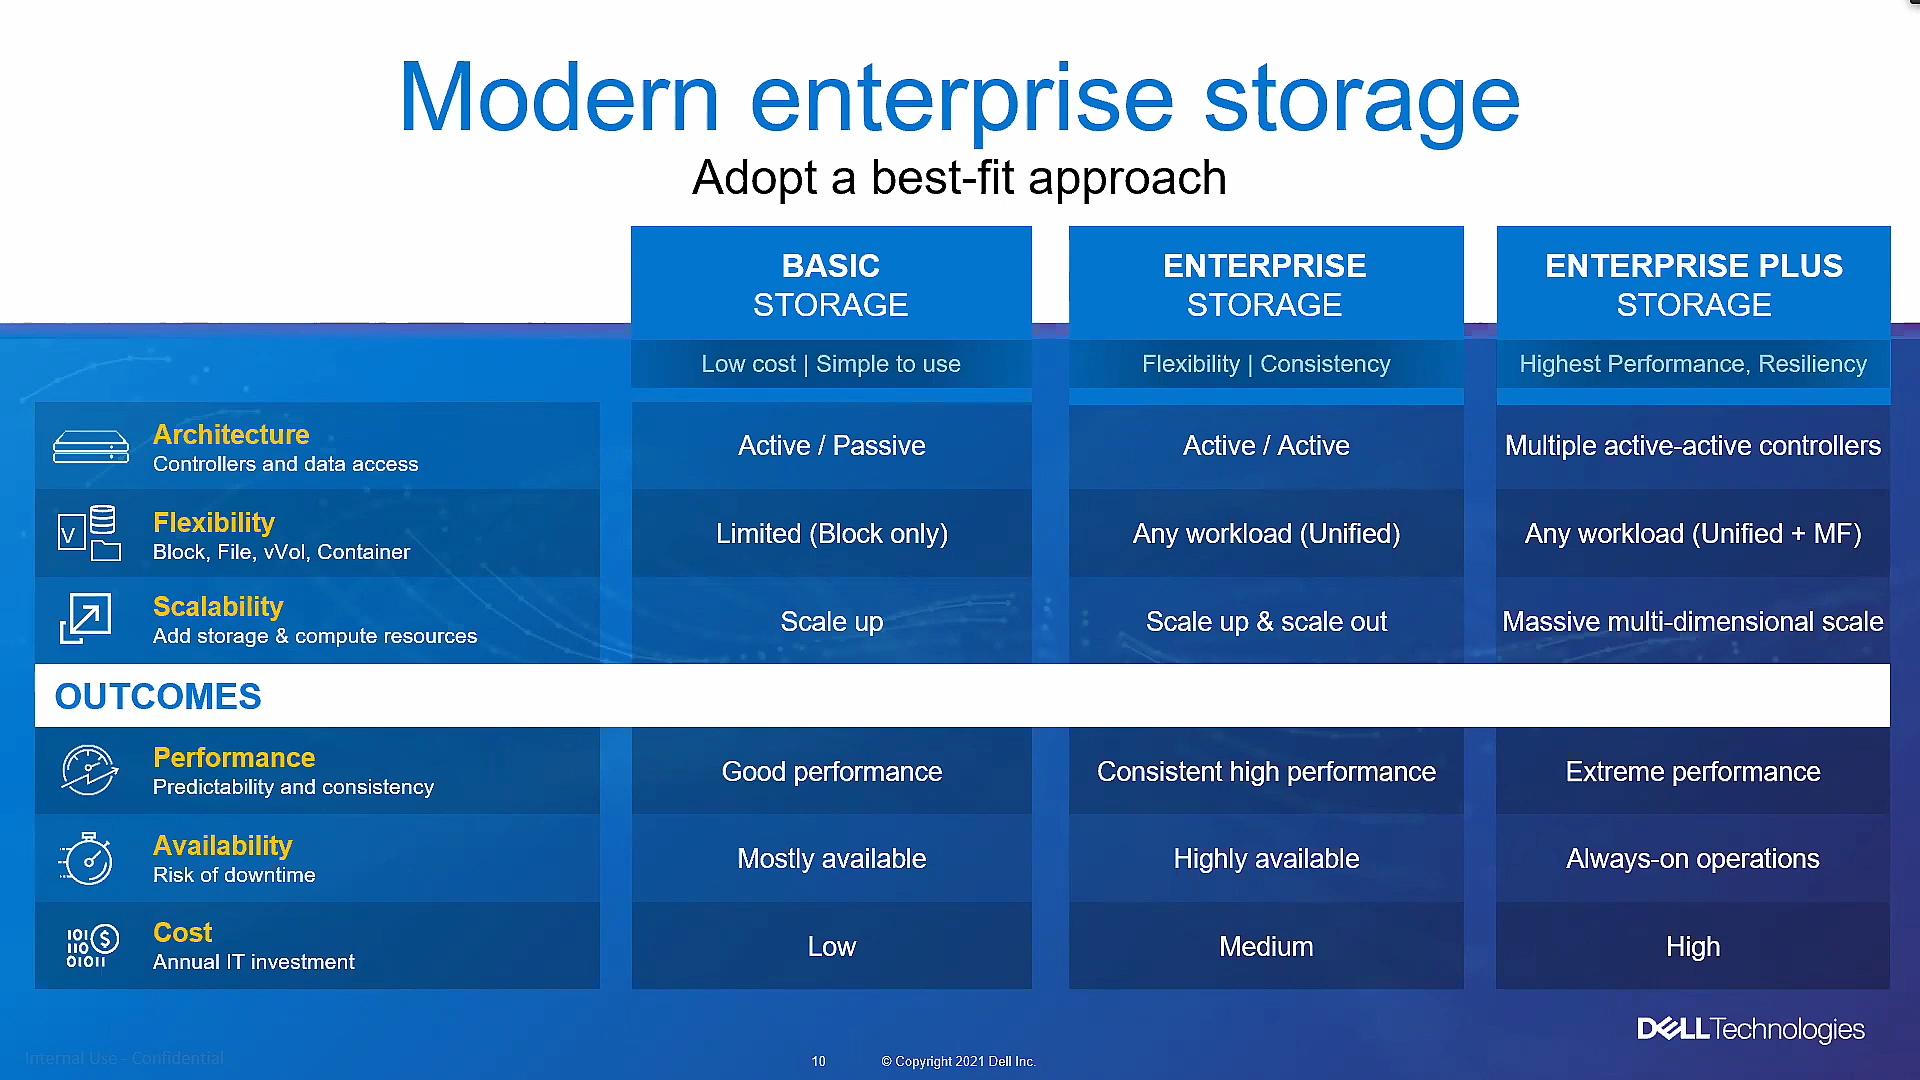 Modern enterprise storage
Adopt a best-fit approach
BASIC
STORAGE
ENTERPRISE
STORAGE
ENTERPRISE PLUS
STORAGE
Low cost | Simple to use
Flexibility | Consistency
Highest Performance, Resiliency
Architecture
Controllers and data access
Active / Passive
Active / Active
Multiple active-active controllers
V
Flexibility
Block, File, vVol, Container
Limited (Block only)
Any workload (Unified)
Any workload (Unified + MF)
Scalability
Add storage & compute resources
Scale up
Scale up & scale out
Massive multi-dimensional scale
OUTCOMES
Performance
Predictability and consistency
Good performance
Consistent high performance
Extreme performance
Availability
Risk of downtime
Mostly available
Highly available
Always-on operations
101
110
01011
$
Cost
Annual IT investment
Low
Medium
High
DELLTechnologies
Internal Use - Confidential
10
© Copyright 2021 Dell Inc.